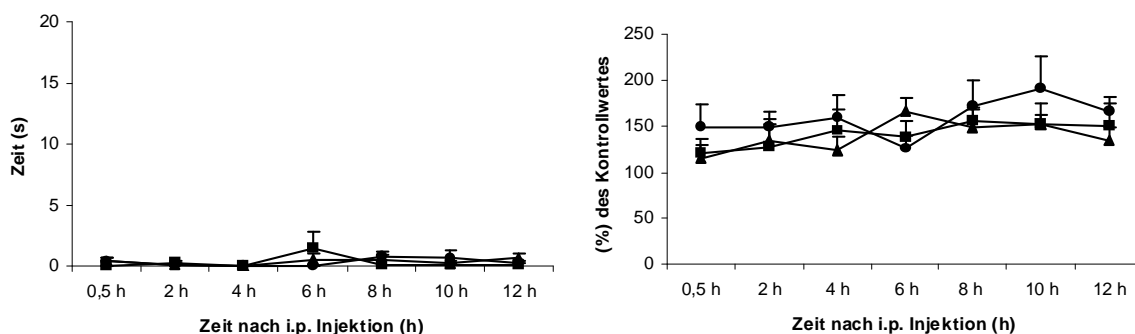 20
15
10
5
0
Zeit (s)
0,5 h 2 h 4 h 6 h 8 h 10 h 12 h
Zeit nach i.p. Injektion (h)
250
200
150
100
50
0
(%) des Kontrollwertes
0,5 h 2 h 4 h 6 h 8 h 10 h 12 h
Zeit nach i.p. Injektion (h)